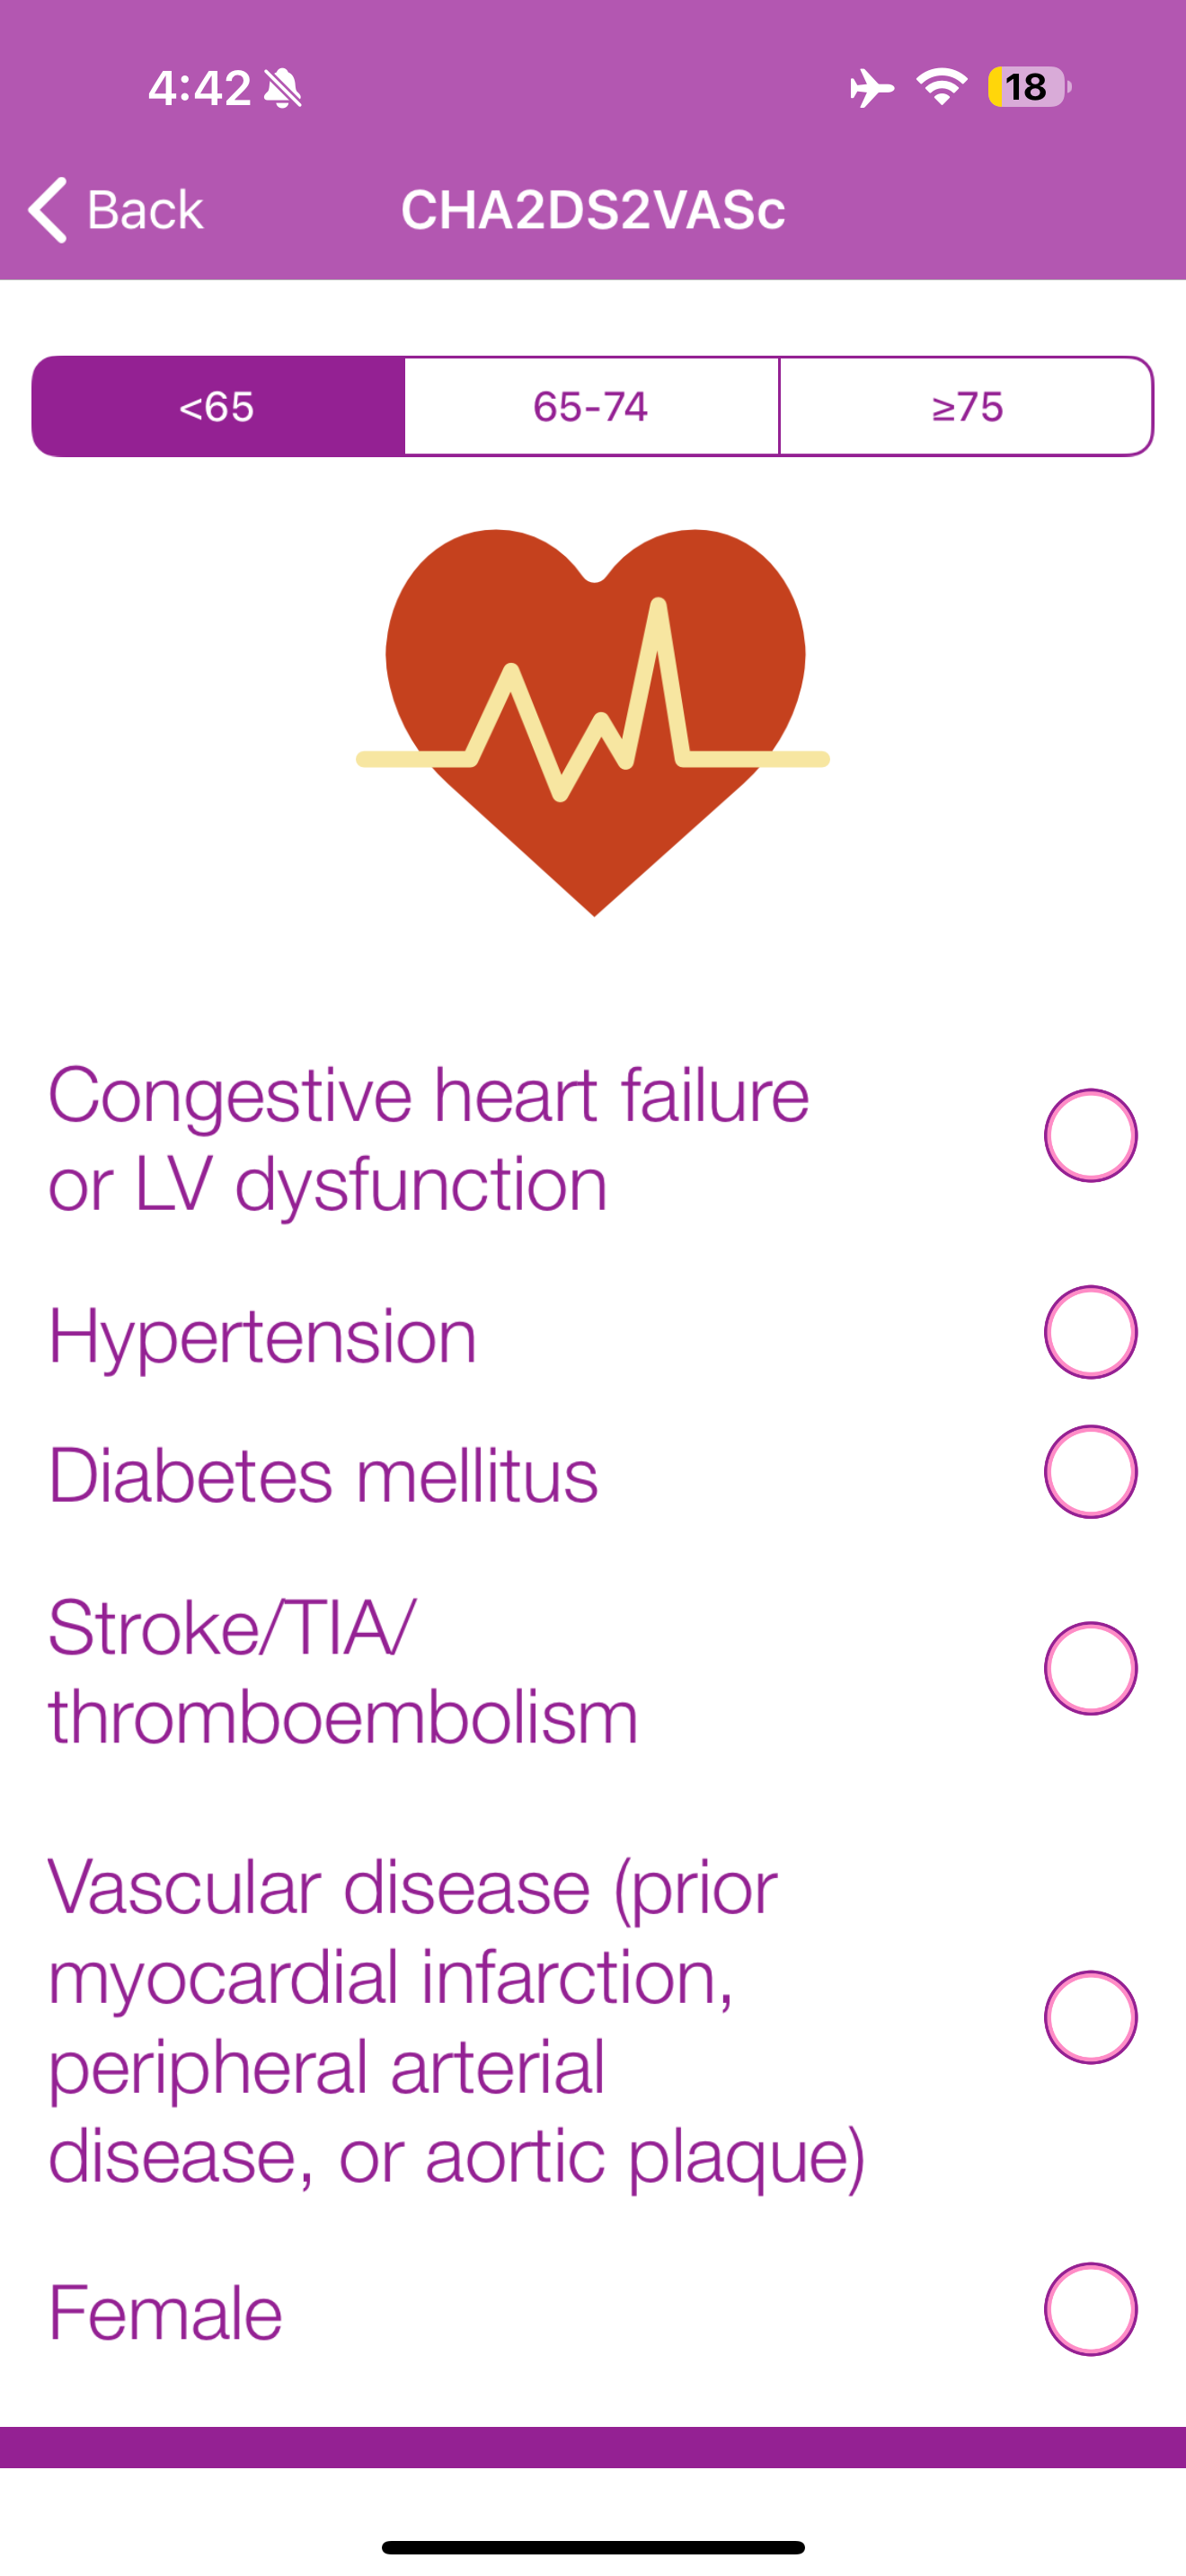 4:42
18
Back
CHA2DS2VASc
<65
65-74
≥75
Congestive heart failure
or LV dysfunction
Hypertension
Diabetes mellitus
Stroke/TIA/
thromboembolism
Vascular disease (prior
myocardial infarction,
peripheral arterial
disease, or aortic plaque)
Female